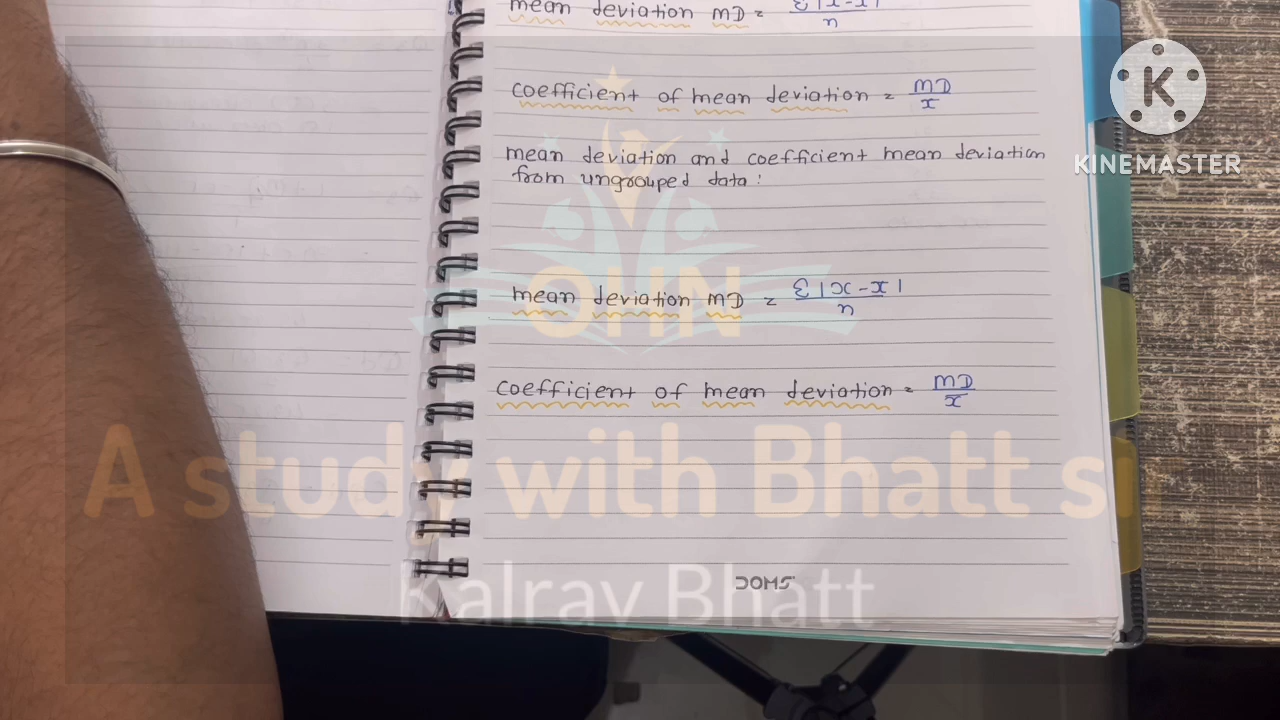 mean deviation MD = Σ|x-x|
n
coefficient of mean deviation = MD
x
mean deviation and coefficient mean deviation
from ungrouped data:
mean deviation MD = Σ|x-x|
n
coefficient of mean deviation = MD
x
K
KINEMASTER
OHN
A study with Bhatt
Kalrav Bhatt
DOMS